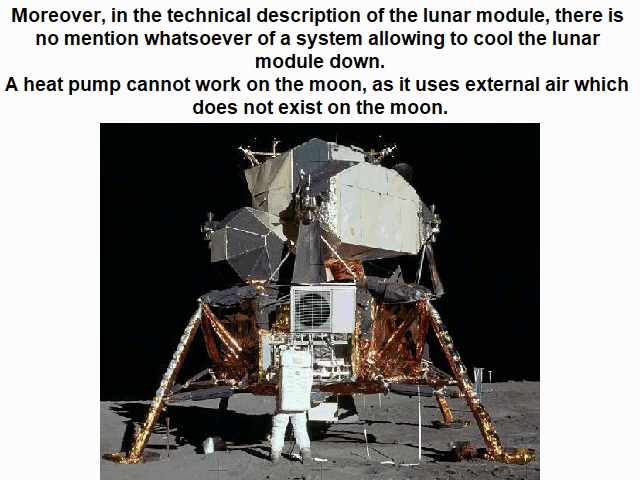 Moreover, in the technical description of the lunar module, there is
no mention whatsoever of a system allowing to cool the lunar
module down.
A heat pump cannot work on the moon, as it uses external air which
does not exist on the moon.